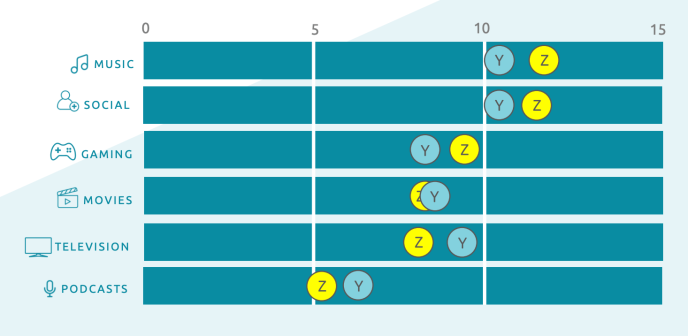 0 5 10 15
MUSIC Y Z
SOCIAL Y Z
GAMING Y Z
MOVIES Z Y
TELEVISION Z Y
PODCASTS Z Y